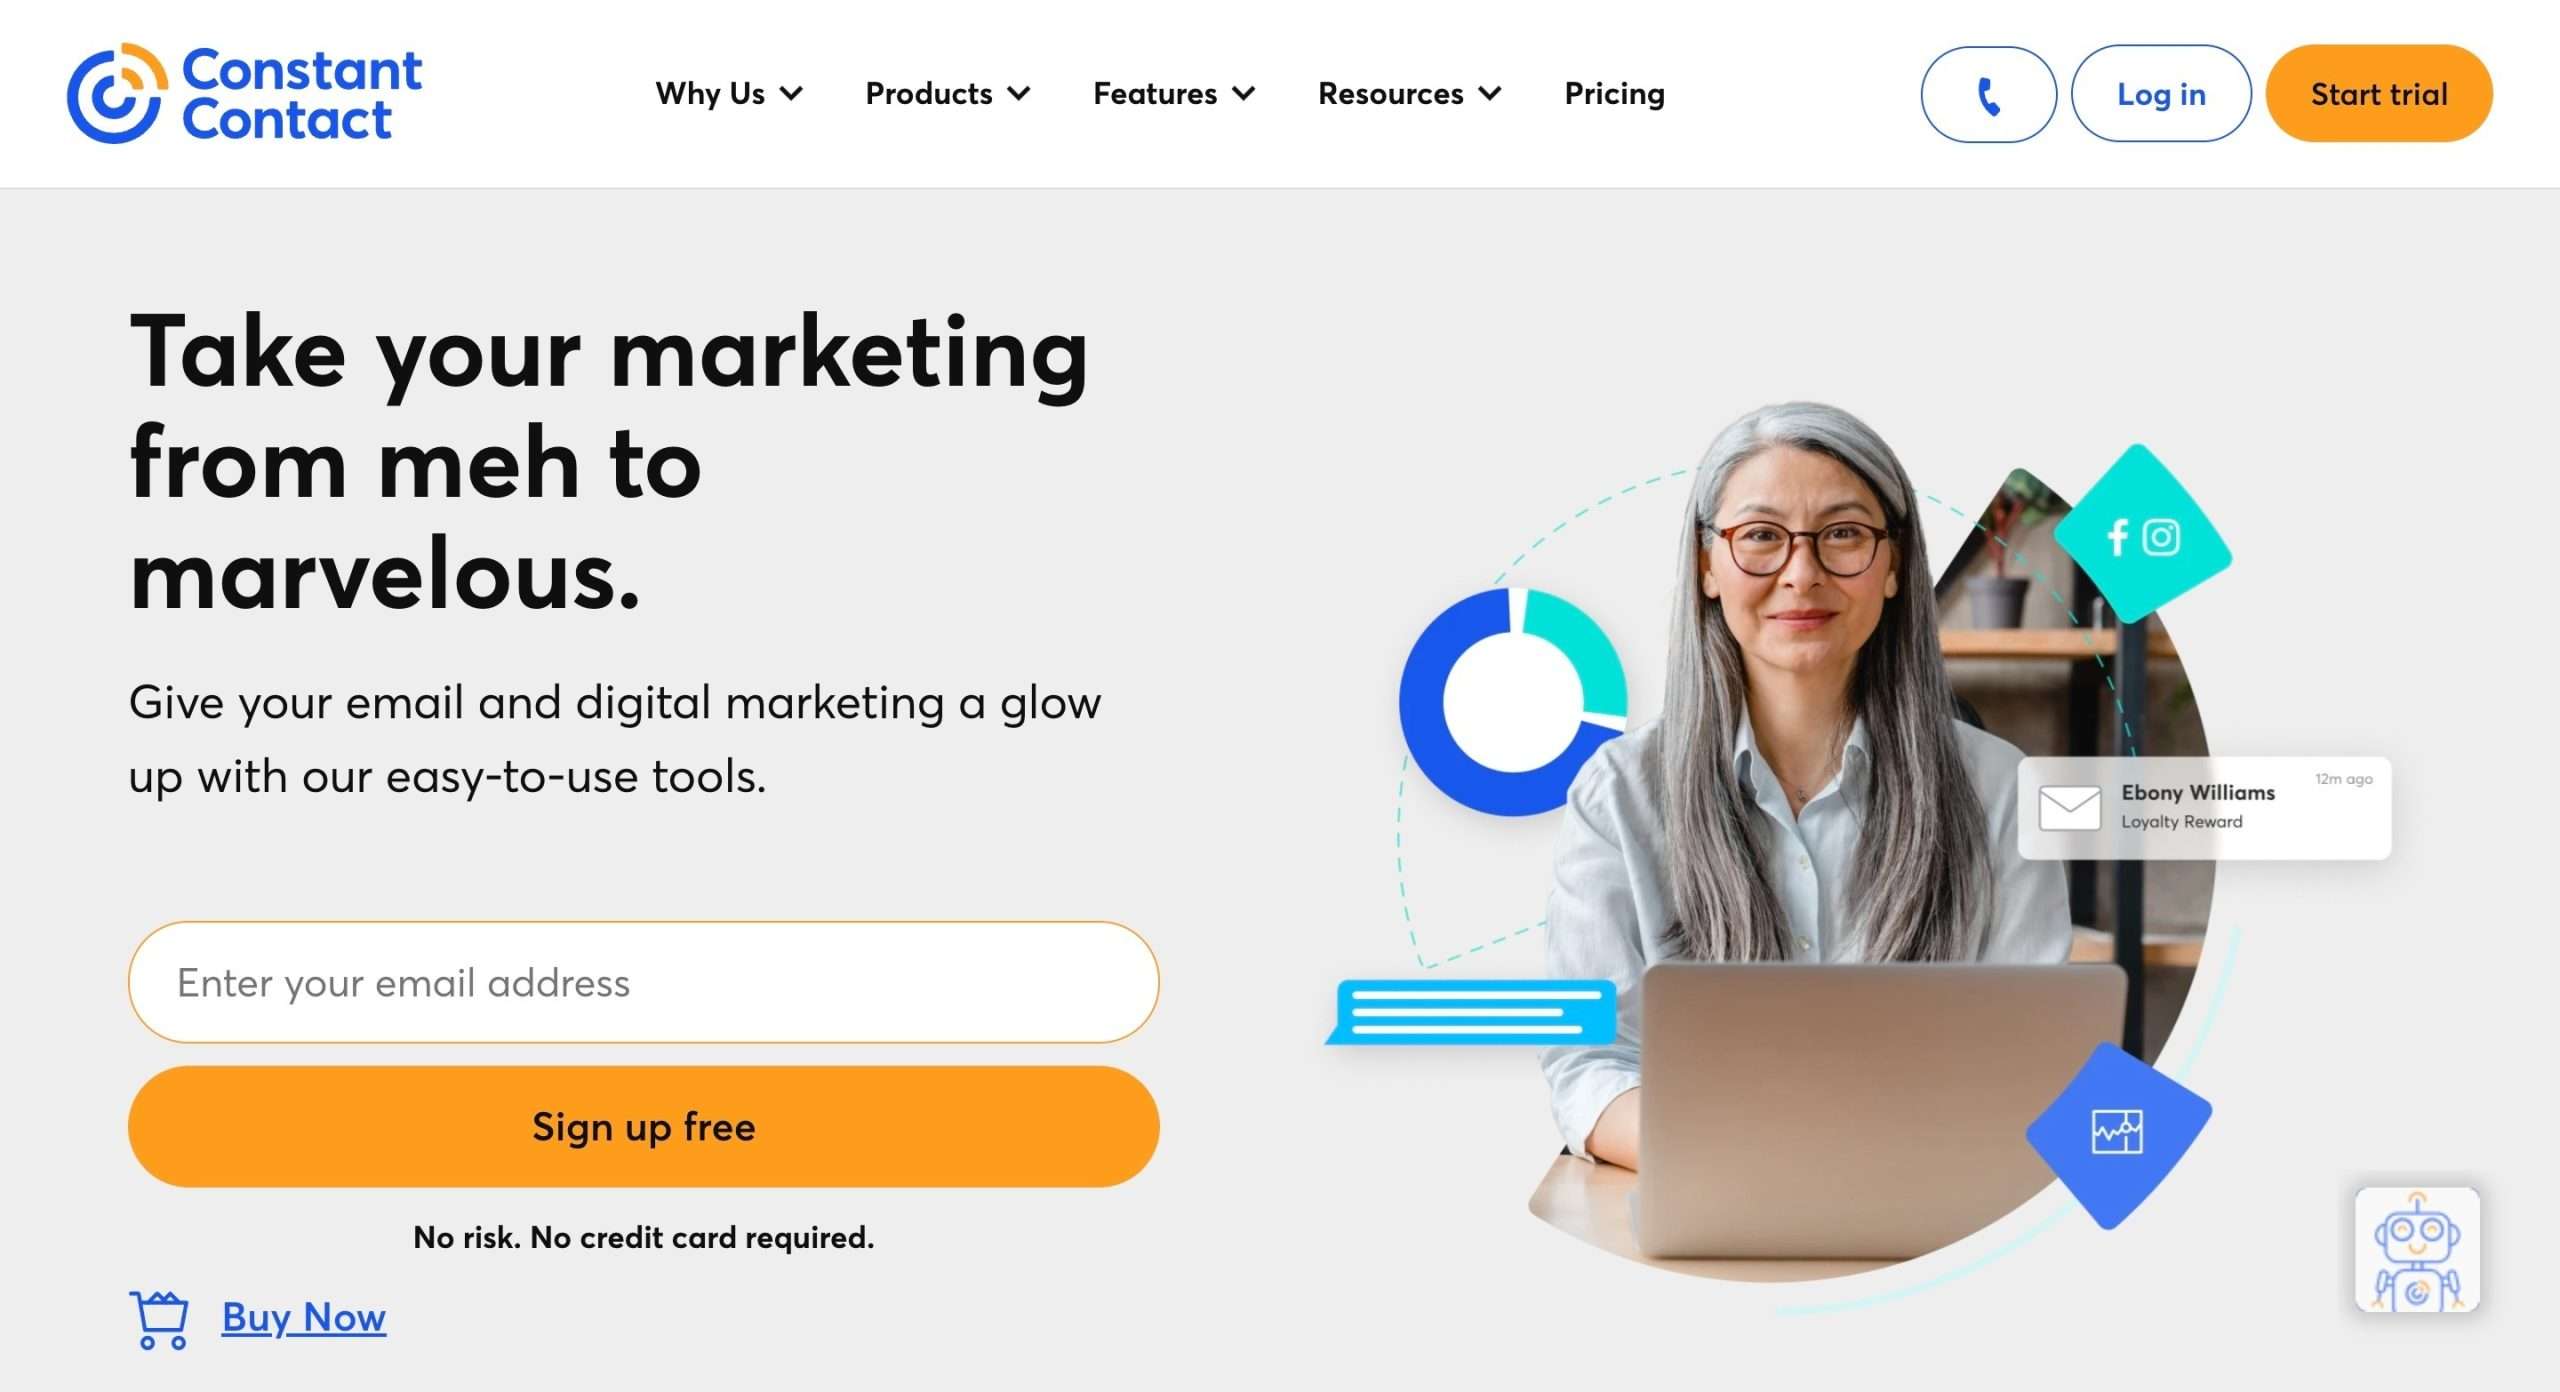 Constant
Contact
Why Us
Products
Features
Resources
Pricing
Log in
Start trial
Take your marketing
from meh to
marvelous.
Give your email and digital marketing a glow
up with our easy-to-use tools.
Enter your email address
Sign up free
No risk. No credit card required.
Buy Now
12m ago
Ebony Williams
Loyalty Reward